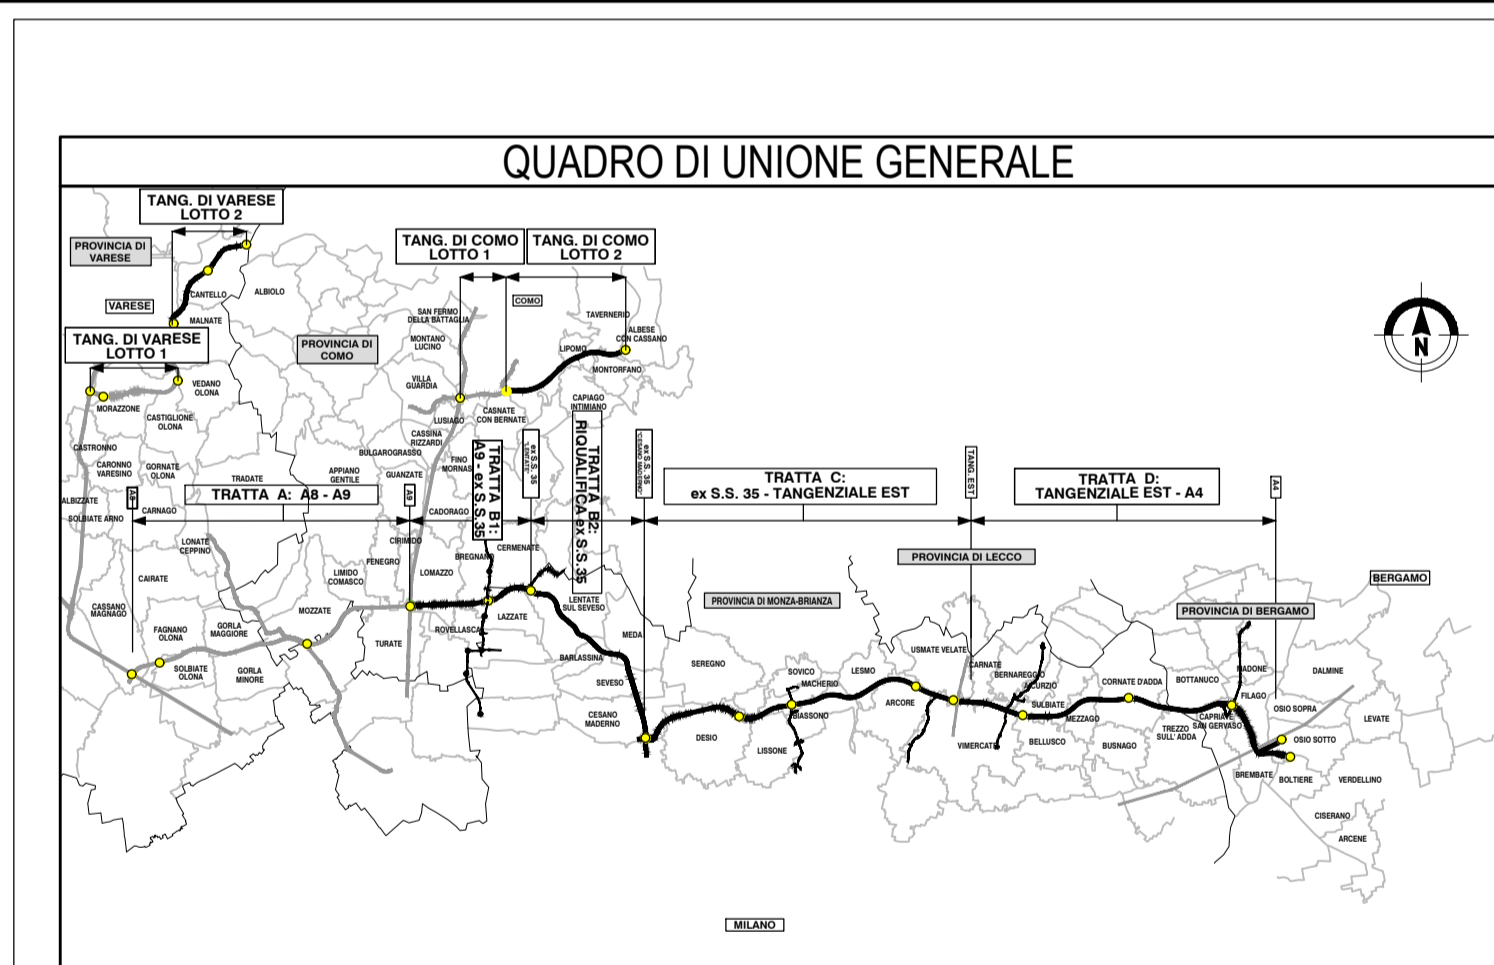 QUADRO DI UNIONE GENERALE
TANG. DI VARESE
LOTTO 2
PROVINCIA DI
VARESE
TANG. DI COMO
LOTTO 1
TANG. DI COMO
LOTTO 2
CANTELLO
ALBIOLO
VARESE
MALNATE
COMO
SAN FERMO
DELLA BATTAGLIA
TAVERNERIO
ALBESE
CON CASSANO
TANG. DI VARESE
LOTTO 1
PROVINCIA DI
COMO
MONTANO
LUCINO
LIPOMO
MONTORFANO
N
VEDANO
OLONA
VILLA
GUARDIA
MORAZZONE
CASTIGLIONE
OLONA
LUSIAGO
CASNATE
CON BERNATE
CAPIAGO
INTIMIANO
CASTRONNO
CASSINA
RIZZARDI
BULGAROGRASSO
CARONNO
VARESINO
GORNATE
OLONA
TRADATE
APPIANO
GENTILE
GUANZATE
FINO
MORNAS
TRATTA B1:
A9 - ex S.S.35
ex S.S. 35
"LENTATE"
TRATTA B2:
RIQUALIFICA ex S.S.35
ex S.S. 35
"CESANO MADERNO"
TRATTA C:
ex S.S. 35 - TANGENZIALE EST
TANG. EST
TRATTA D:
TANGENZIALE EST - A4
A4
ALBIZZATE
SOLBIATE ARNO
A8
CARNAGO
TRATTA A: A8 - A9
A9
CADORAGO
CIRIMIDO
LONATE
CEPPINO
CERMENATE
FENEGRO
BREGNANO
LIMIDO
COMASCO
LOMAZZO
PROVINCIA DI LECCO
BERGAMO
CAIRATE
CASSANO
MAGNAGO
MOZZATE
LAZZATE
LENTATE
SUL SEVESO
PROVINCIA DI MONZA-BRIANZA
PROVINCIA DI BERGAMO
FAGNANO
OLONA
GORLA
MAGGIORE
TURATE
ROVELLASCA
MEDA
SOLBIATE
OLONA
GORLA
MINORE
BARLASSINA
SEVESO
SEREGNO
SOVICO
MACHERIO
LESMO
USMATE VELATE
CARNATE
BERNAREGGIO
AICURZIO
CORNATE D'ADDA
BOTTANUCO
MADONE
FILAGO
DALMINE
CESANO
MADERNO
DESIO
BIASSONO
LISSONE
ARCORE
VIMERCATE
SULBIATE
MEZZAGO
BELLUSCO
BUSNAGO
TREZZO
SULL' ADDA
CAPRIATE
SAN GERVASO
OSIO SOPRA
LEVATE
OSIO SOTTO
BREMBATE
BOLTIERE
VERDELLINO
CISERANO
ARCENE
MILANO